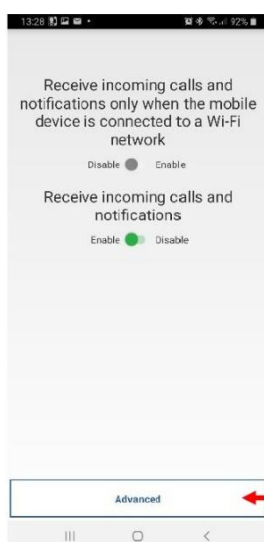 13:28 92%
Receive incoming calls and
notifications only when the mobile
device is connected to a Wi-Fi
network
Disable Enable
Receive incoming calls and
notifications
Enable Disable
Advanced